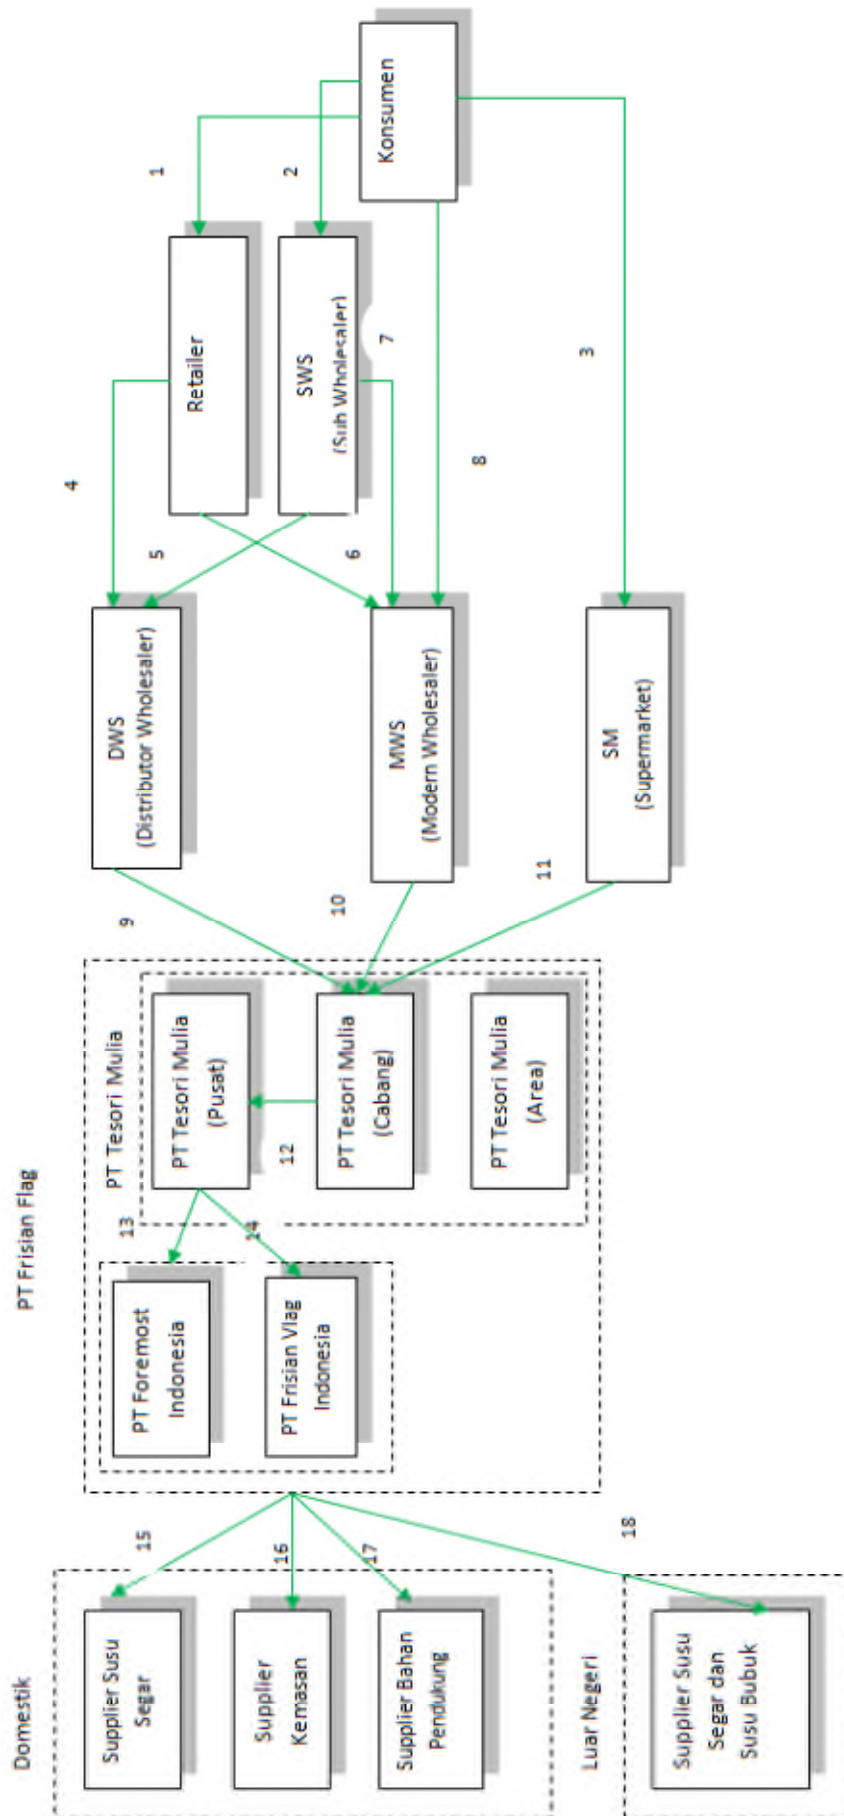 PT Frisian Flag
Domestik
Supplier Susu
Segar
Supplier
Kemasan
Supplier Bahan
Pendukung
Luar Negeri
Supplier Susu
Segar dan
Susu Bubuk
15
16
17
18
PT Foremost
Indonesia
PT Frisian Vlag
Indonesia
13
14
PT Tesori Mulia
PT Tesori Mulia
(Pusat)
12
PT Tesori Mulia
(Cabang)
PT Tesori Mulia
(Area)
9
10
11
DWS
(Distributor Wholesaler)
MWS
(Modern Wholesaler)
SM
(Supermarket)
4
5
6
7
8
3
Retailer
SWS
(Sub Wholesaler)
1
2
Konsumen